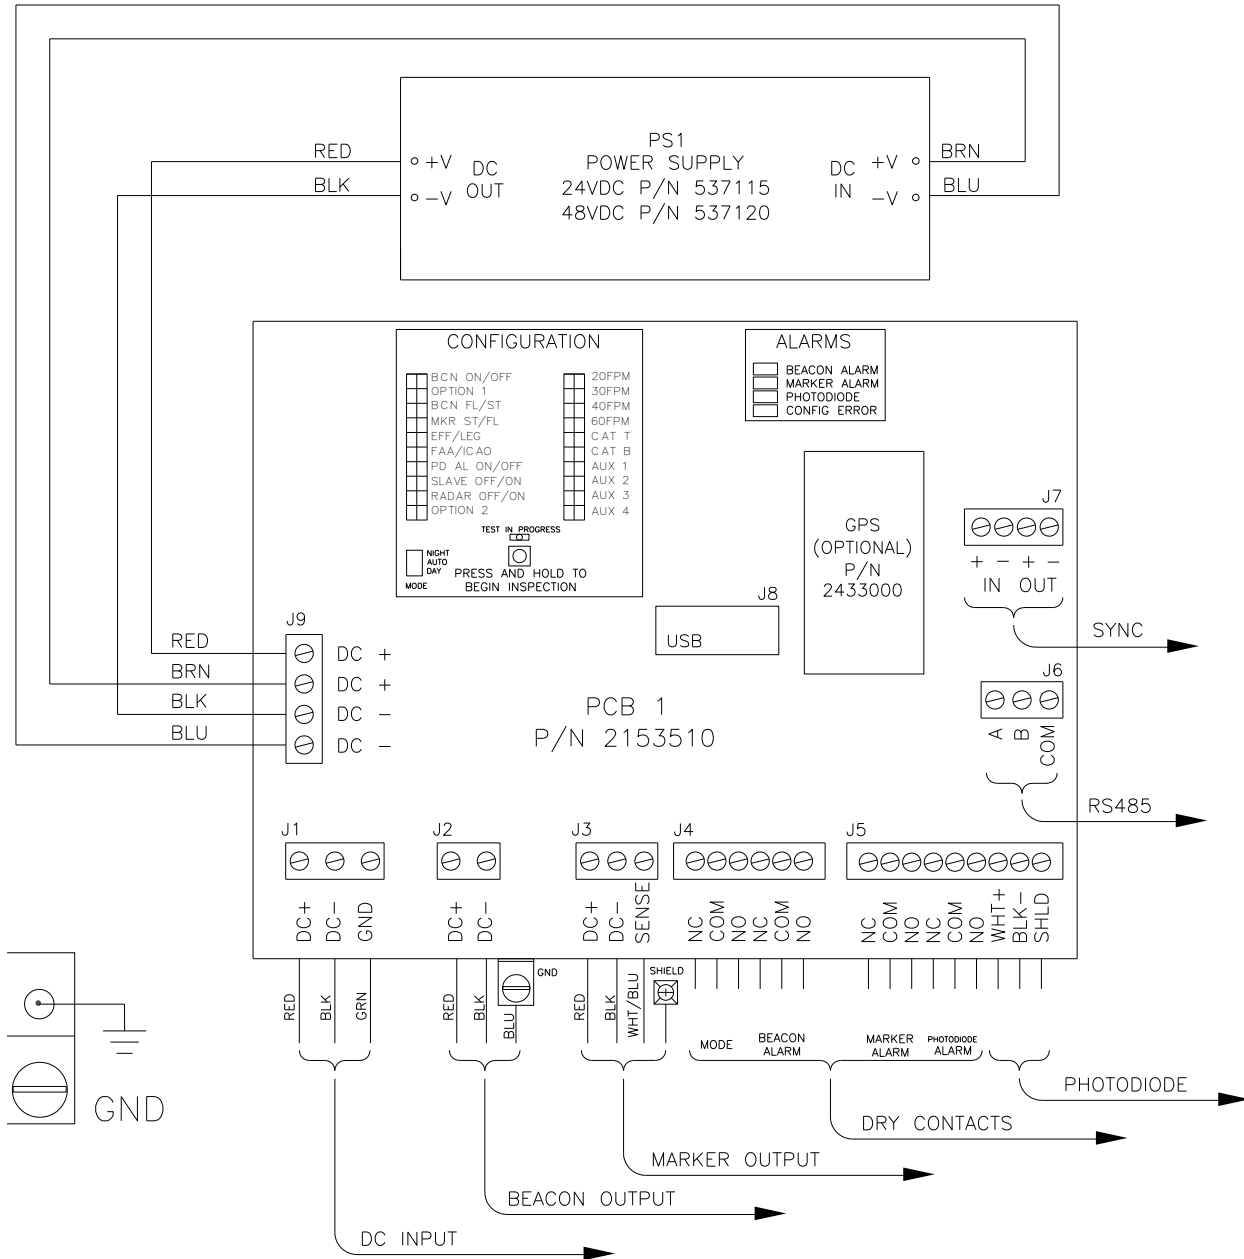 PS1
POWER SUPPLY
24VDC P/N 537115
48VDC P/N 537120
RED
BLK
+V
-V
DC
OUT
DC
IN
+V
-V
BRN
BLU
CONFIGURATION
BCN ON/OFF
OPTION 1
BCN FL/ST
MKR ST/FL
EFF/LEG
FAA/ICAO
PD AL ON/OFF
SLAVE OFF/ON
RADAR OFF/ON
OPTION 2
20FPM
30FPM
40FPM
60FPM
CAT T
CAT B
AUX 1
AUX 2
AUX 3
AUX 4
TEST IN PROGRESS
NIGHT
AUTO
DAY
MODE
PRESS AND HOLD TO
BEGIN INSPECTION
ALARMS
BEACON ALARM
MARKER ALARM
PHOTODIODE
CONFIG ERROR
GPS
(OPTIONAL)
P/N
2433000
J7
+ - + -
IN OUT
SYNC
J8
USB
J9
RED
BRN
BLK
BLU
DC +
DC +
DC -
DC -
PCB 1
P/N 2153510
J6
A
B
COM
RS485
J1
DC+
DC-
GND
J2
DC+
DC-
J3
DC+
DC-
SENSE
J4
NC
COM
NO
NC
COM
NO
J5
NC
COM
NO
NC
COM
NO
WHT+
BLK-
SHLD
RED
BLK
GRN
RED
BLK
BLU
GND
RED
BLK
WHT/BLU
SHIELD
MODE
BEACON
ALARM
MARKER
ALARM
PHOTODIODE
ALARM
GND
PHOTODIODE
DRY CONTACTS
MARKER OUTPUT
BEACON OUTPUT
DC INPUT